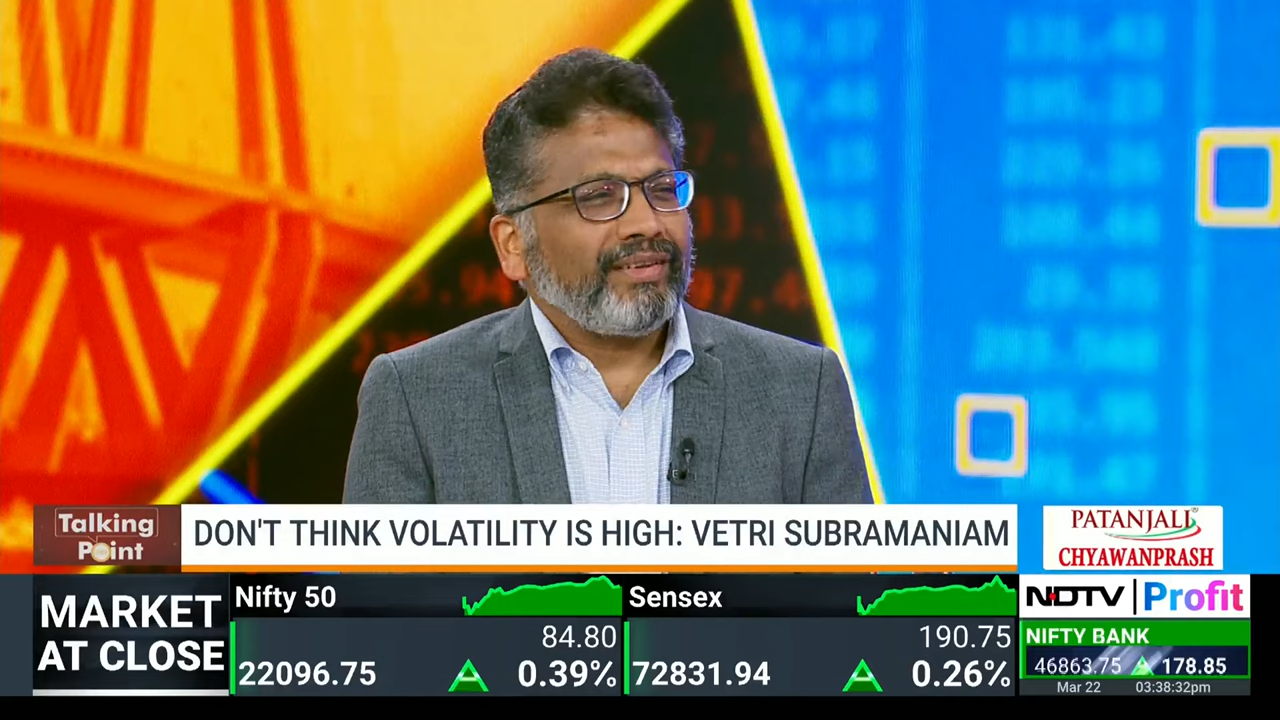 Talking
Point
DON'T THINK VOLATILITY IS HIGH: VETRI SUBRAMANIAM
PATANJALI
CHYAWANPRASH
MARKET
AT CLOSE
Nifty 50
84.80
22096.75
0.39%
Sensex
190.75
72831.94
0.26%
NDTV Profit
NIFTY BANK
46863.75 178.85
Mar 22 03:38:32pm